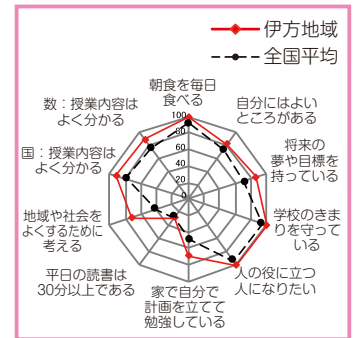 伊方地域
全国平均
朝食を毎日
食べる
自分にはよい
ところがある
将来の
夢や目標を
持っている
学校のきま
りを守って
いる
人の役に立つ
人になりたい
家で自分で
計画を立てて
勉強している
平日の読書は
30分以上である
地域や社会を
よくするために
考える
国：授業内容は
よく分かる
数：授業内容は
よく分かる
100
80
60
40
20
0